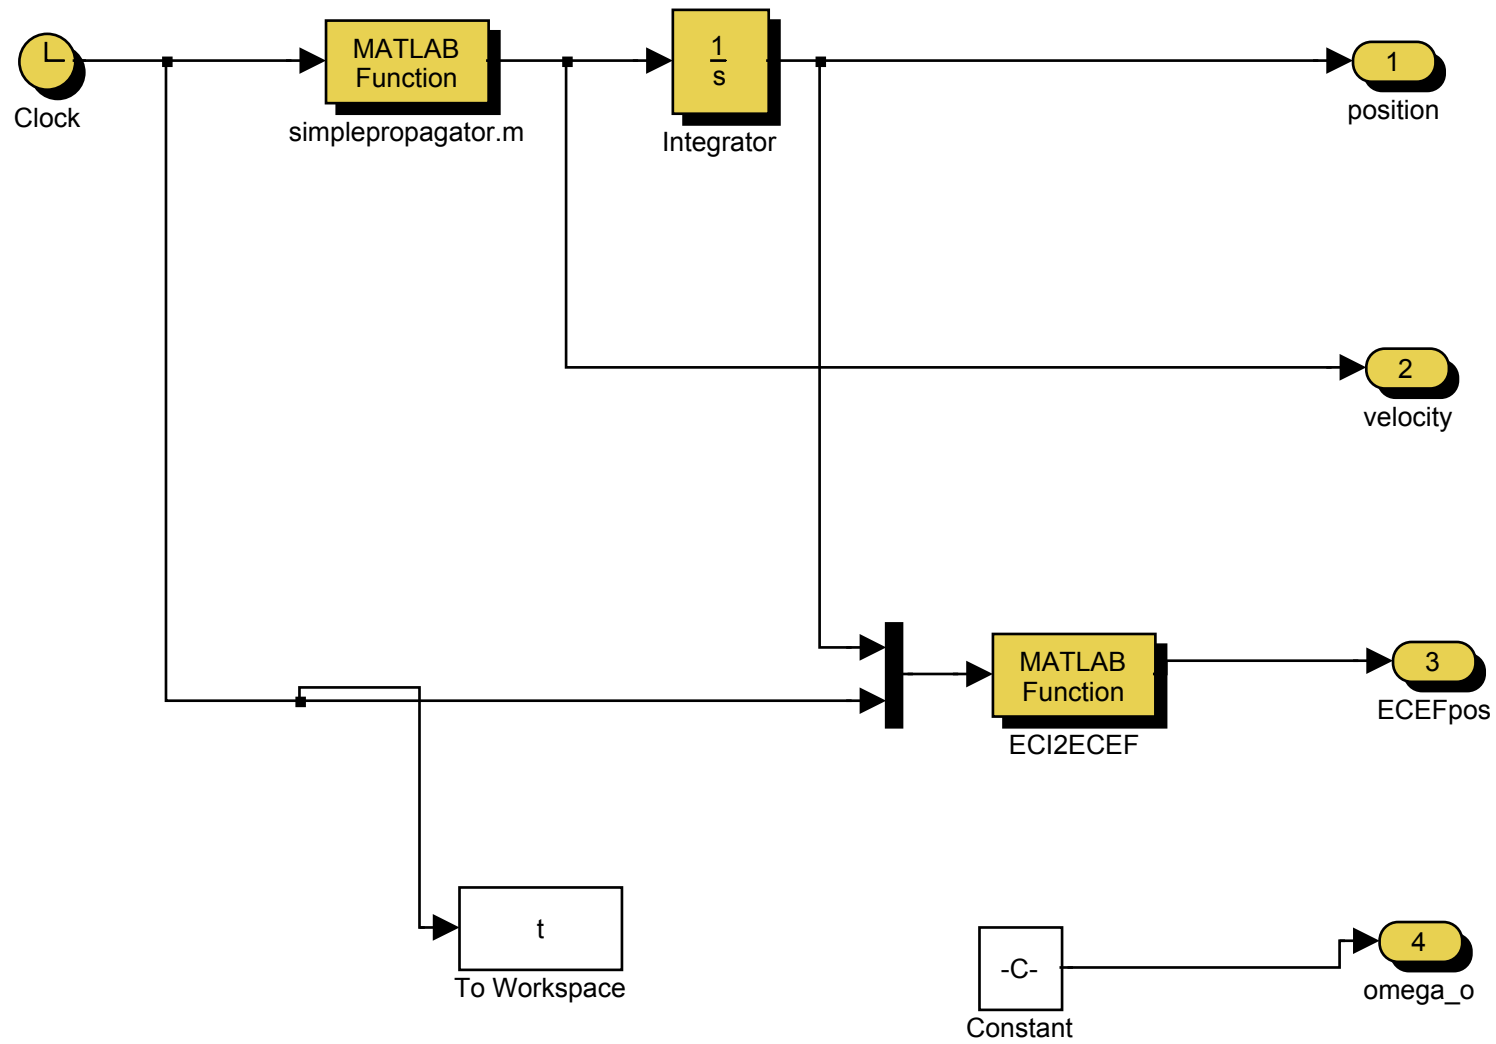 Clock
MATLAB
Function
simplepropagator.m
1
s
Integrator
1
position
2
velocity
MATLAB
Function
ECI2ECEF
3
ECEFpos
t
To Workspace
-C-
Constant
4
omega_o